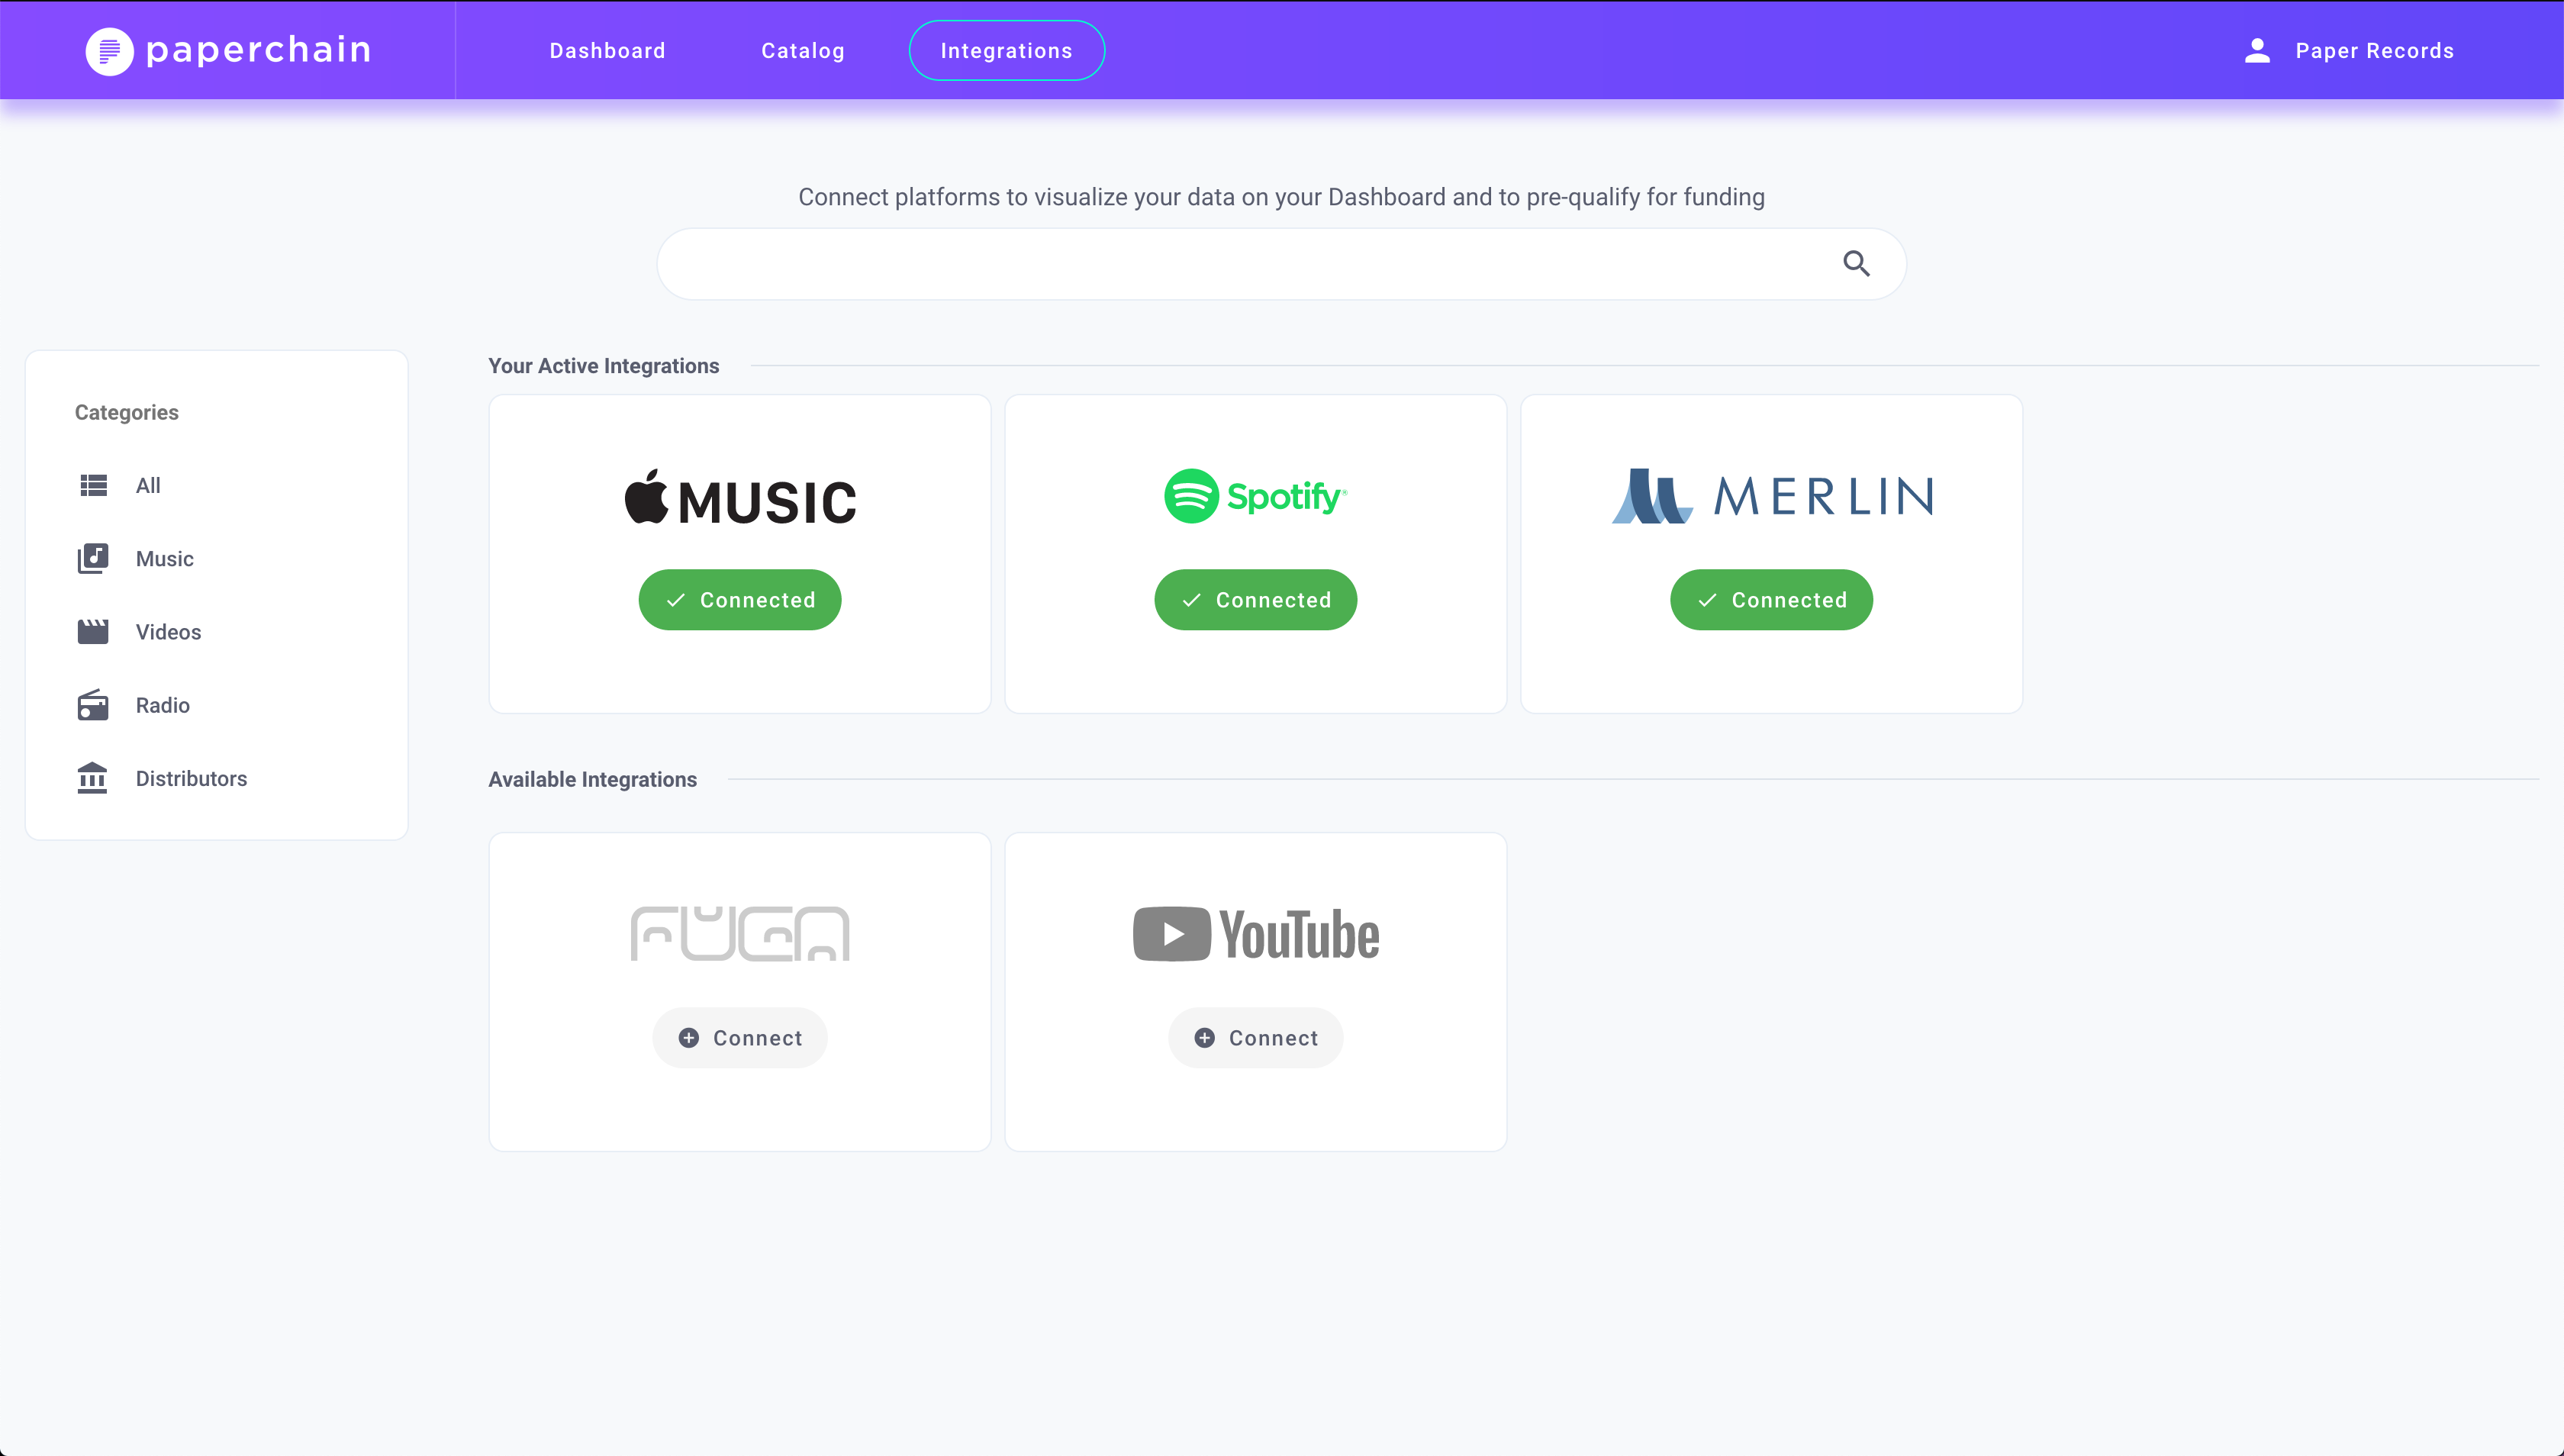 paperchain
Dashboard
Catalog
Integrations
Paper Records
Connect platforms to visualize your data on your Dashboard and to pre-qualify for funding
Categories
All
Music
Videos
Radio
Distributors
Your Active Integrations
MUSIC
Spotify®
MERLIN
Connected
Connected
Connected
Available Integrations
FUGA
YouTube
Connect
Connect